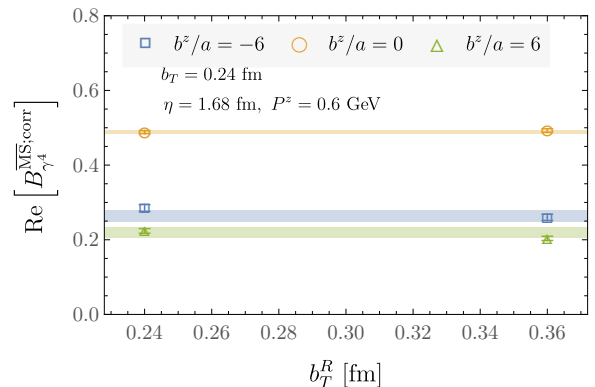 b^z/a = −6 b^z/a = 0 b^z/a = 6
b_T = 0.24 fm
η = 1.68 fm, P^z = 0.6 GeV
Re [B_{γ^4}^{\overline{MS};corr}]
0.8
0.6
0.4
0.2
0.0
0.24 0.26 0.28 0.30 0.32 0.34 0.36
b_T^R [fm]